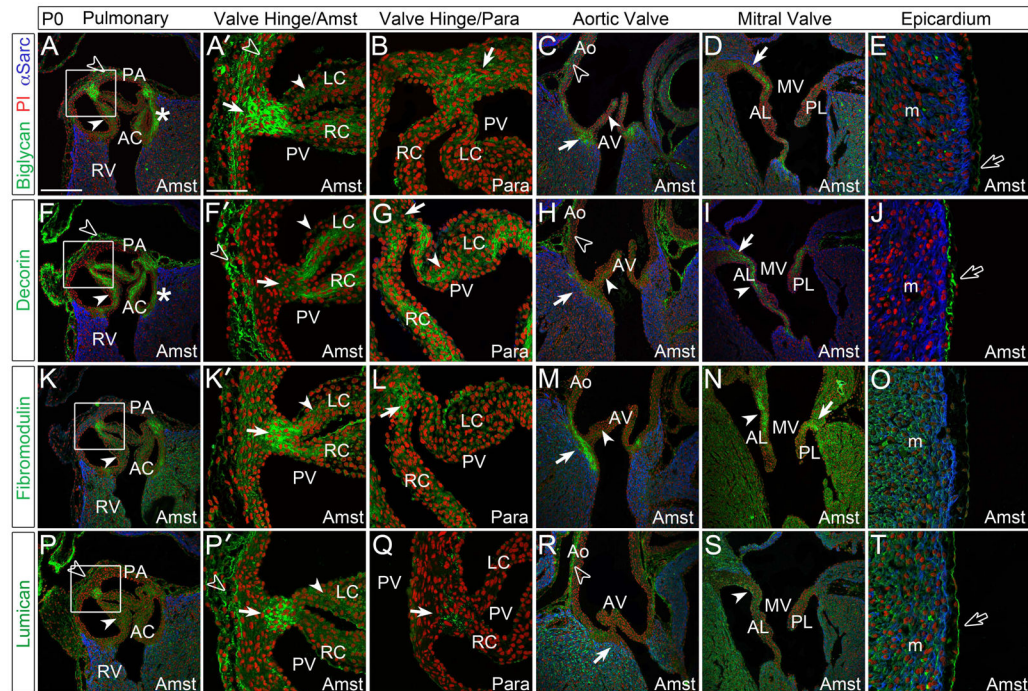 P0 Pulmonary Valve Hinge/Amst Valve Hinge/Para Aortic Valve Mitral Valve Epicardium
Biglycan PI αSarc
A PA AC RV *
Amst
A′ LC RC PV
Amst
B RC PV LC
Para
C Ao AV
Amst
D MV AL PL
Amst
E m
Amst
Decorin
F PA AC RV *
Amst
F′ LC RC PV
Amst
G LC PV RC
Para
H Ao AV
Amst
I AL MV PL
Amst
J m
Amst
Fibromodulin
K PA AC RV
Amst
K′ LC RC PV
Amst
L LC PV RC
Para
M Ao AV
Amst
N MV AL PL
Amst
O m
Amst
Lumican
P PA AC RV
Amst
P′ LC RC PV
Amst
Q LC PV PV RC
Para
R Ao AV
Amst
S MV AL PL
Amst
T m
Amst